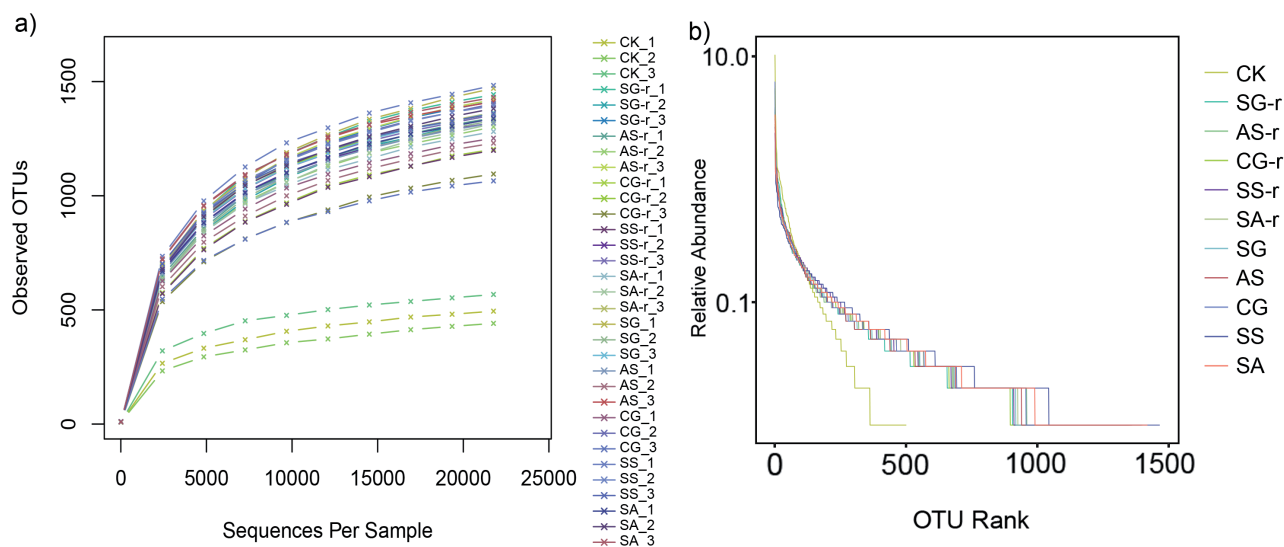 a)
Observed OTUs
1500
1000
500
0
0 5000 10000 15000 20000 25000
Sequences Per Sample
CK_1
CK_2
CK_3
SG-r_1
SG-r_2
SG-r_3
AS-r_1
AS-r_2
AS-r_3
CG-r_1
CG-r_2
CG-r_3
SS-r_1
SS-r_2
SS-r_3
SA-r_1
SA-r_2
SA-r_3
SG_1
SG_2
SG_3
AS_1
AS_2
AS_3
CG_1
CG_2
CG_3
SS_1
SS_2
SS_3
SA_1
SA_2
SA_3
b)
Relative Abundance
10.0
0.1
0 500 1000 1500
OTU Rank
CK
SG-r
AS-r
CG-r
SS-r
SA-r
SG
AS
CG
SS
SA